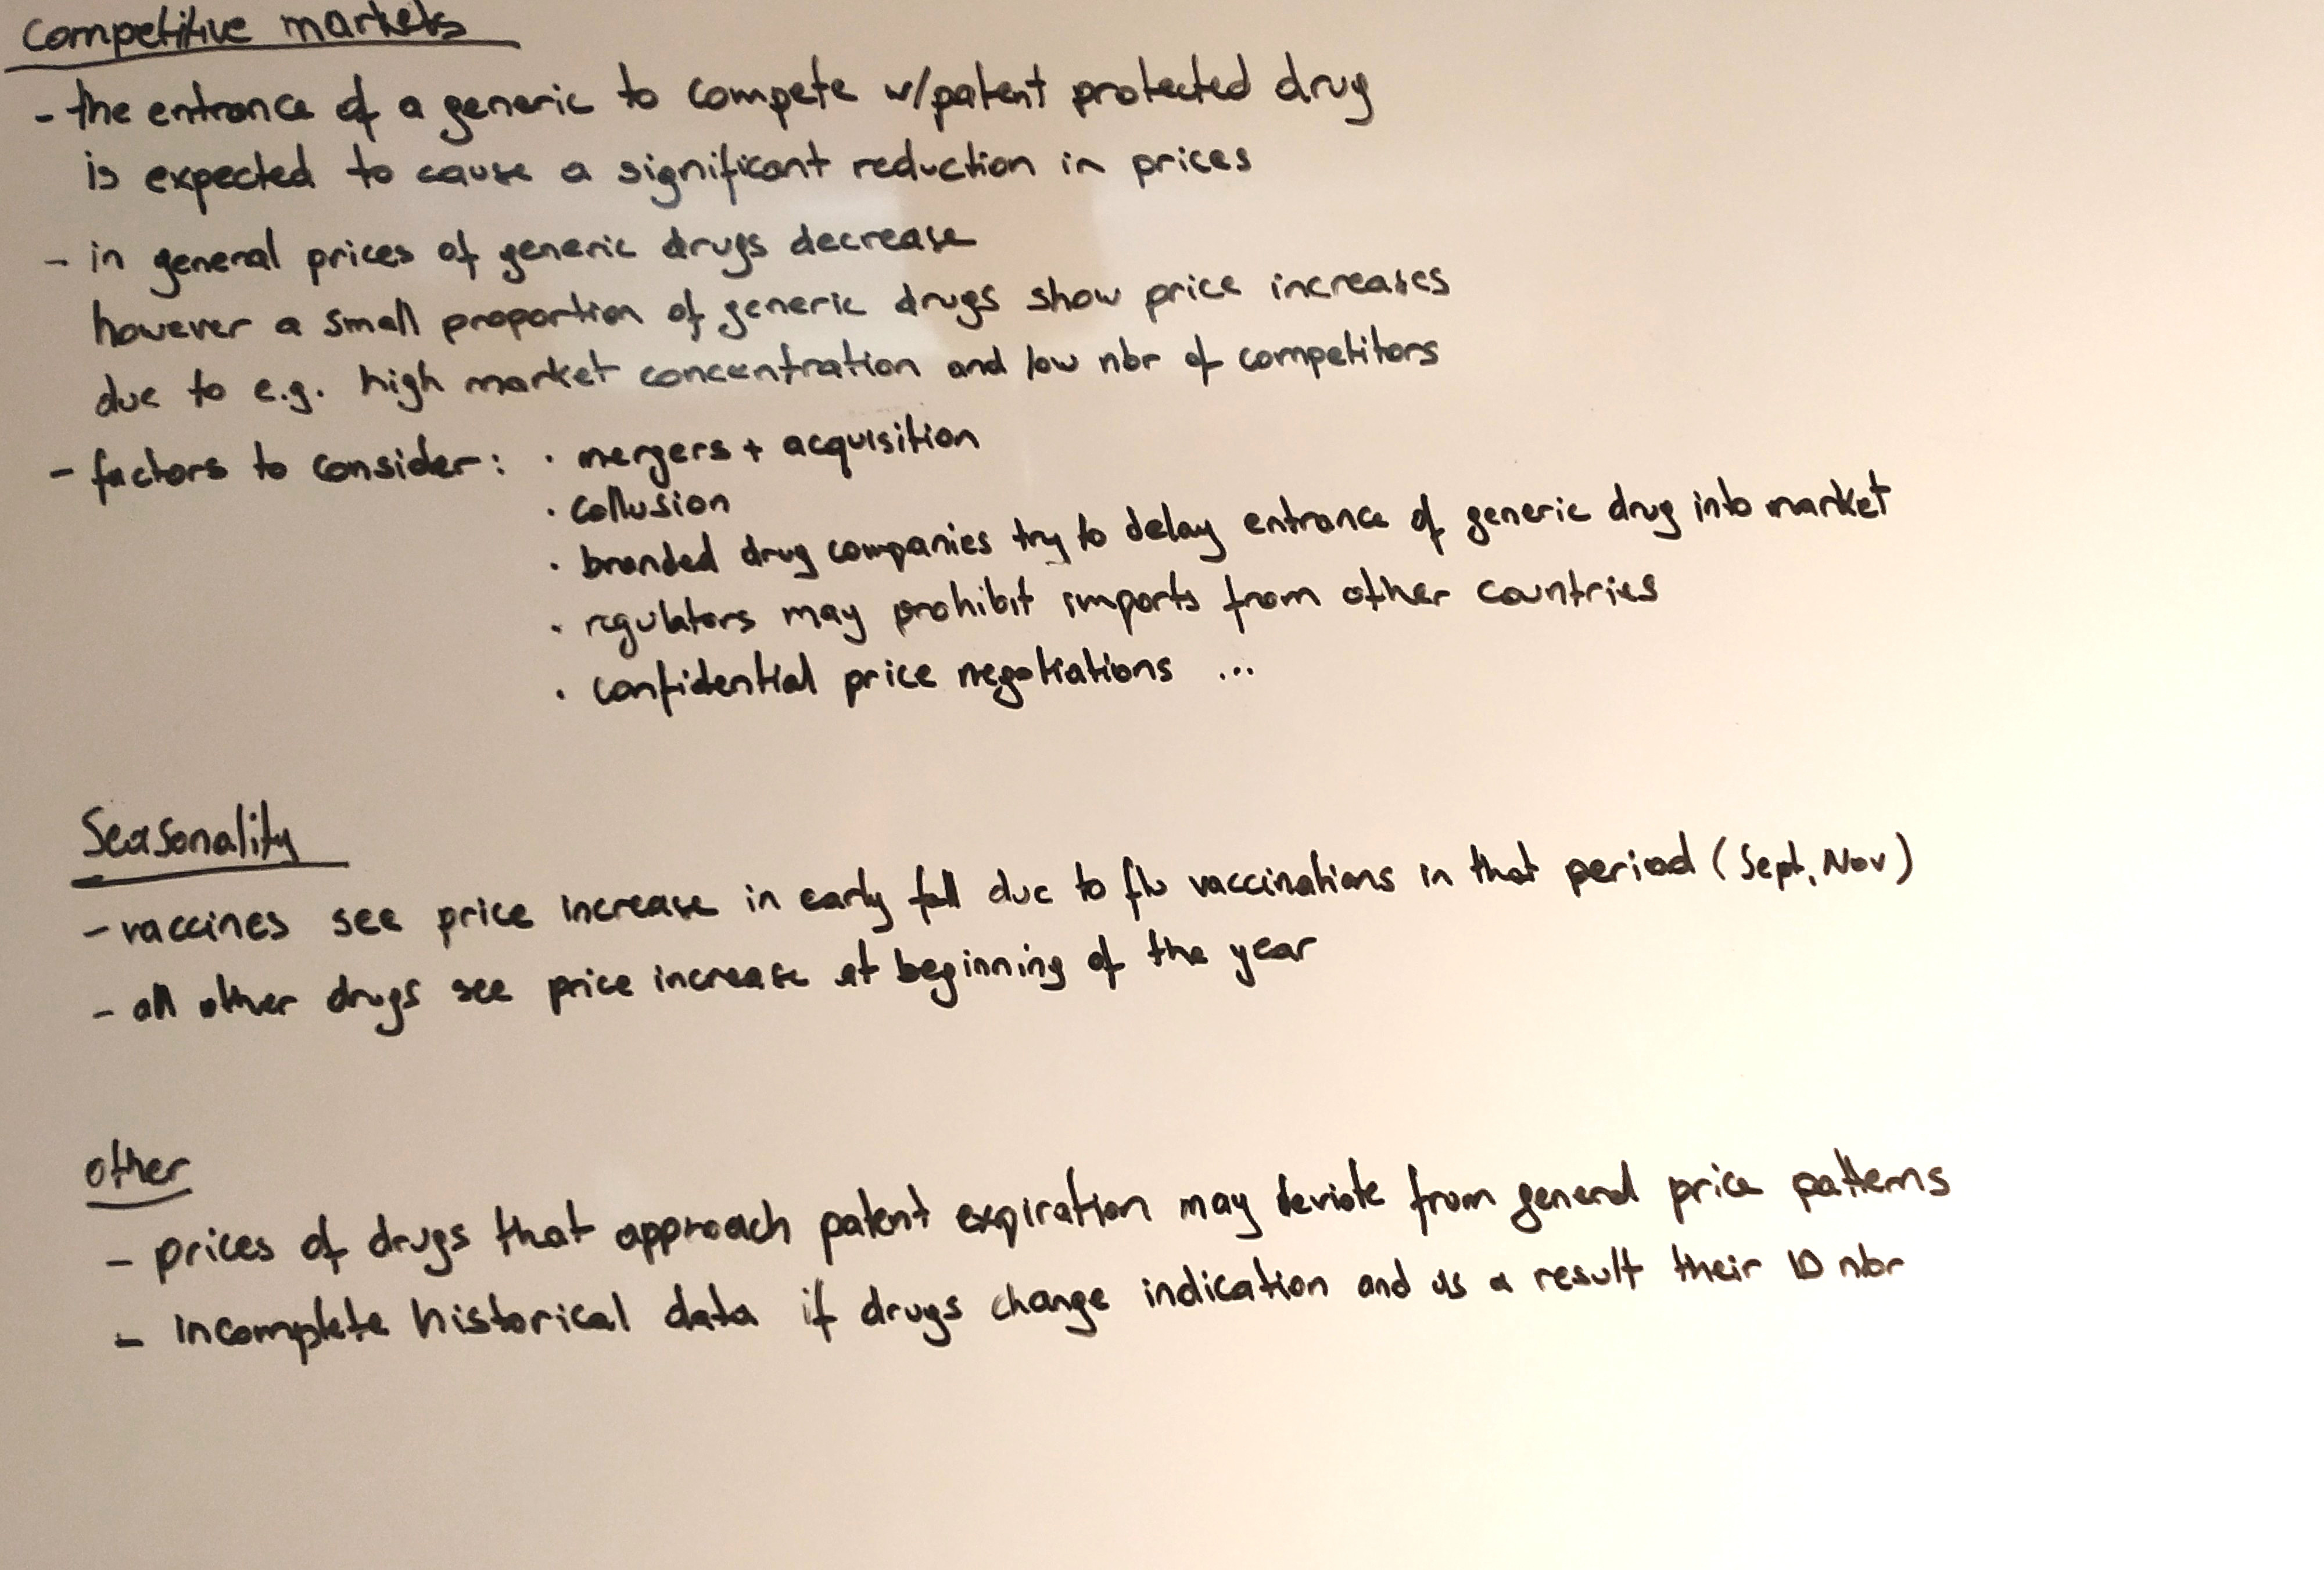 Competitive markets
- the entrance of a generic to compete w/patent protected drug
is expected to cause a significant reduction in prices
- in general prices of generic drugs decrease
however a small proportion of generic drugs show price increases
due to e.g. high market concentration and low nbr of competitors
- factors to consider: · mergers + acquisition
· collusion
· branded drug companies try to delay entrance of generic drug into market
· regulators may prohibit imports from other countries
· confidential price negotiations ...
Seasonality
- vaccines see price increase in early fall due to flu vaccinations in that period (Sept, Nov)
- all other drugs see price increase at beginning of the year
other
- prices of drugs that approach patent expiration may deviate from general price patterns
- incomplete historical data if drugs change indication and as a result their ID nbr